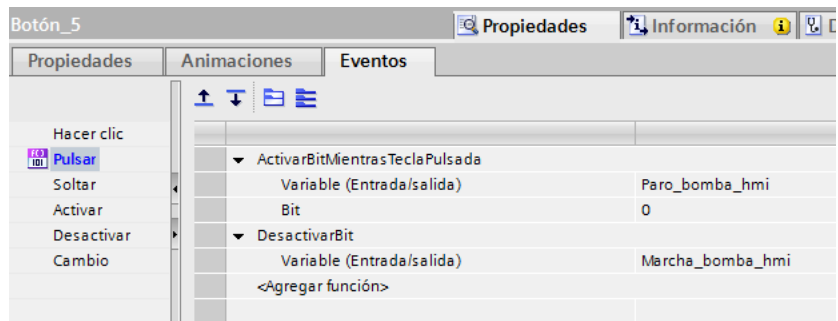 Botón_5
Propiedades
Información
Propiedades
Animaciones
Eventos
Hacer clic
Pulsar
Soltar
Activar
Desactivar
Cambio
ActivarBitMientrasTeclaPulsada
Variable (Entrada/salida) Paro_bomba_hmi
Bit 0
DesactivarBit
Variable (Entrada/salida) Marcha_bomba_hmi
<Agregar función>